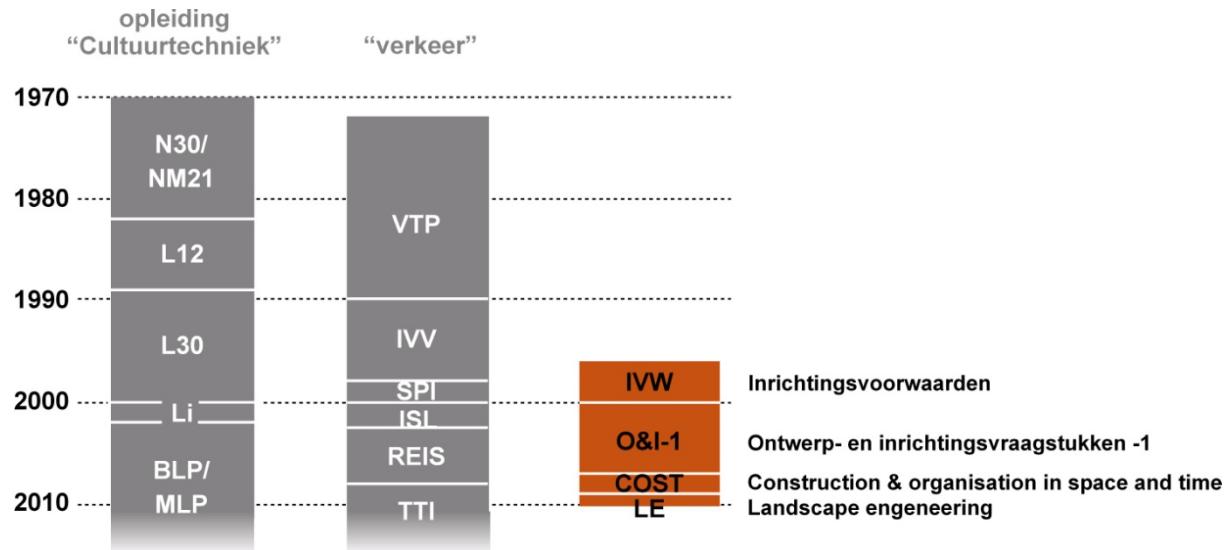 opleiding
“Cultuurtechniek”
“verkeer”
1970
N30/
NM21
1980
VTP
L12
1990
L30
IVV
SPI
IVW
Inrichtingsvoorwaarden
2000
Li
ISL
O&I-1
Ontwerp- en inrichtingsvraagstukken -1
REIS
BLP/
MLP
COST
Construction & organisation in space and time
2010
TTI
LE
Landscape engeneering